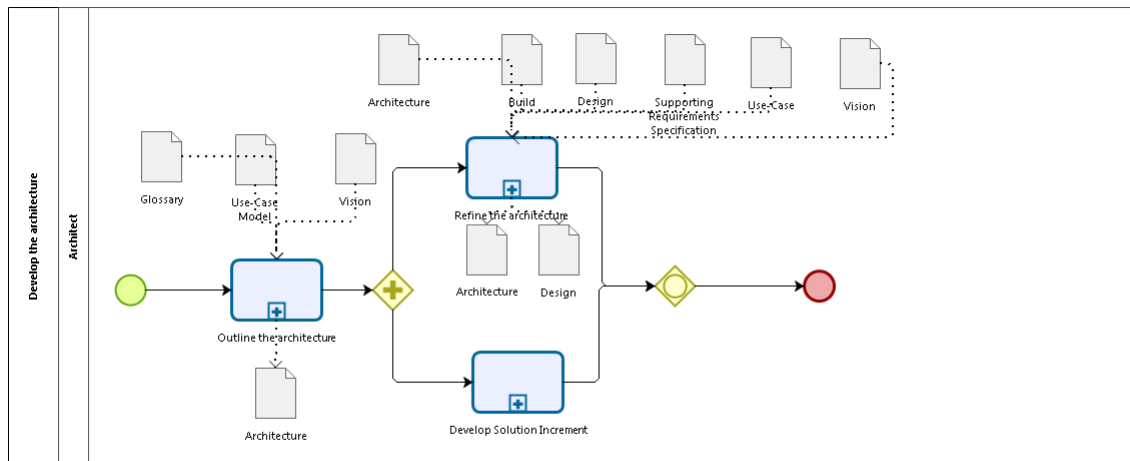 Develop the architecture
Architect
Architecture
Build
Design
Supporting
Requirements
Specification
Use-Case
Vision
Glossary
Use-Case
Model
Vision
Refine the architecture
Architecture
Design
Outline the architecture
Architecture
Develop Solution Increment